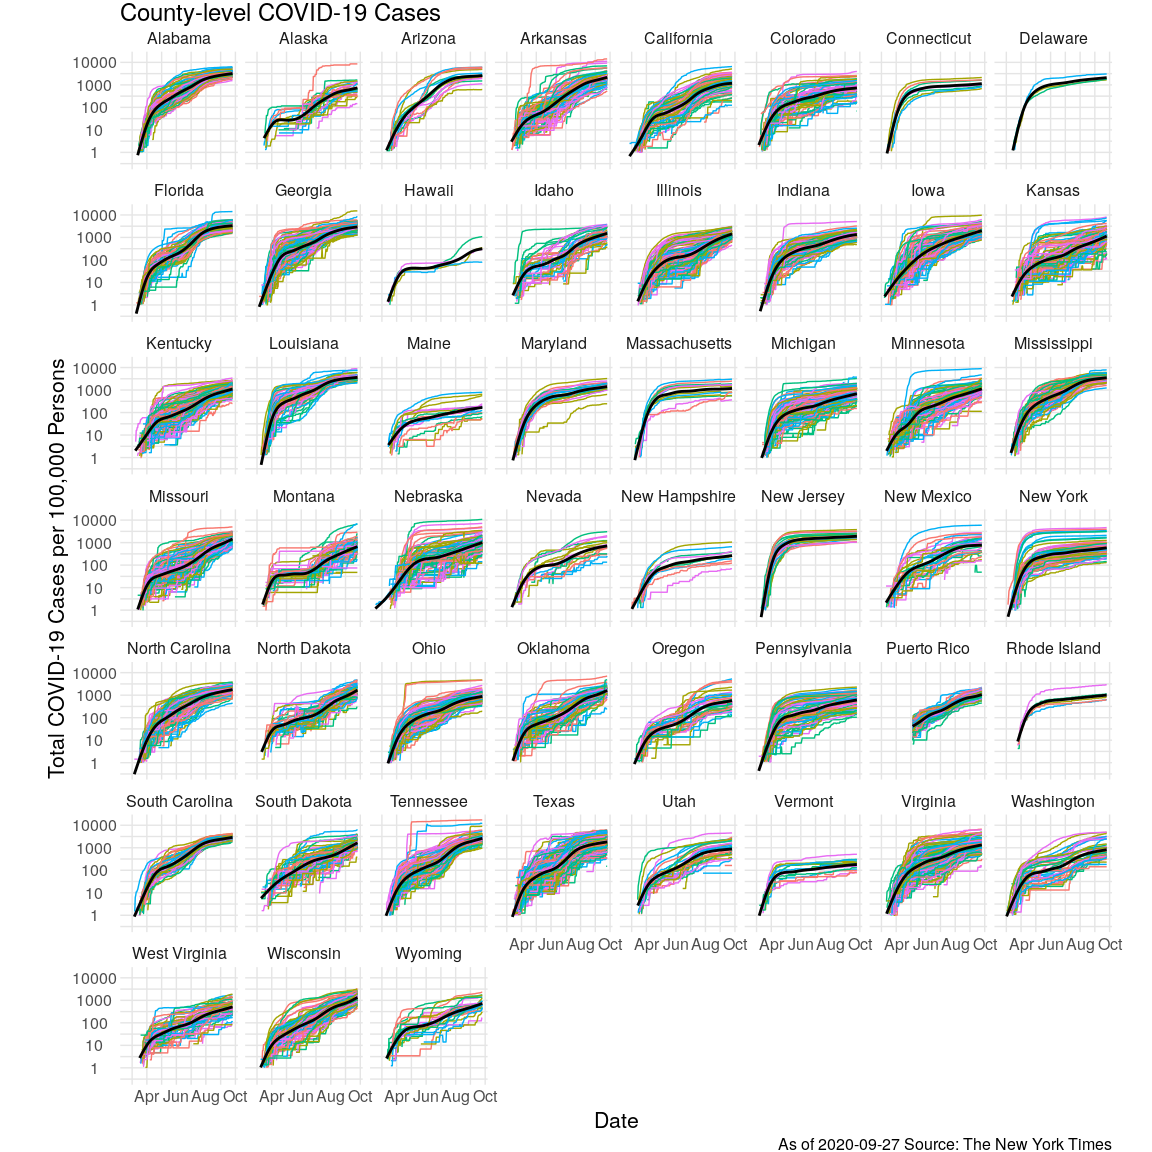 County-level COVID-19 Cases
Alabama Alaska Arizona Arkansas California Colorado Connecticut Delaware
10000
1000
100
10
1
Florida Georgia Hawaii Idaho Illinois Indiana Iowa Kansas
10000
1000
100
10
1
Kentucky Louisiana Maine Maryland Massachusetts Michigan Minnesota Mississippi
10000
1000
100
10
1
Total COVID-19 Cases per 100,000 Persons
Missouri Montana Nebraska Nevada New Hampshire New Jersey New Mexico New York
10000
1000
100
10
1
North Carolina North Dakota Ohio Oklahoma Oregon Pennsylvania Puerto Rico Rhode Island
10000
1000
100
10
1
South Carolina South Dakota Tennessee Texas Utah Vermont Virginia Washington
10000
1000
100
10
1
Apr Jun Aug Oct Apr Jun Aug Oct Apr Jun Aug Oct Apr Jun Aug Oct Apr Jun Aug Oct
West Virginia Wisconsin Wyoming
10000
1000
100
10
1
Apr Jun Aug Oct Apr Jun Aug Oct Apr Jun Aug Oct
Date
As of 2020-09-27 Source: The New York Times